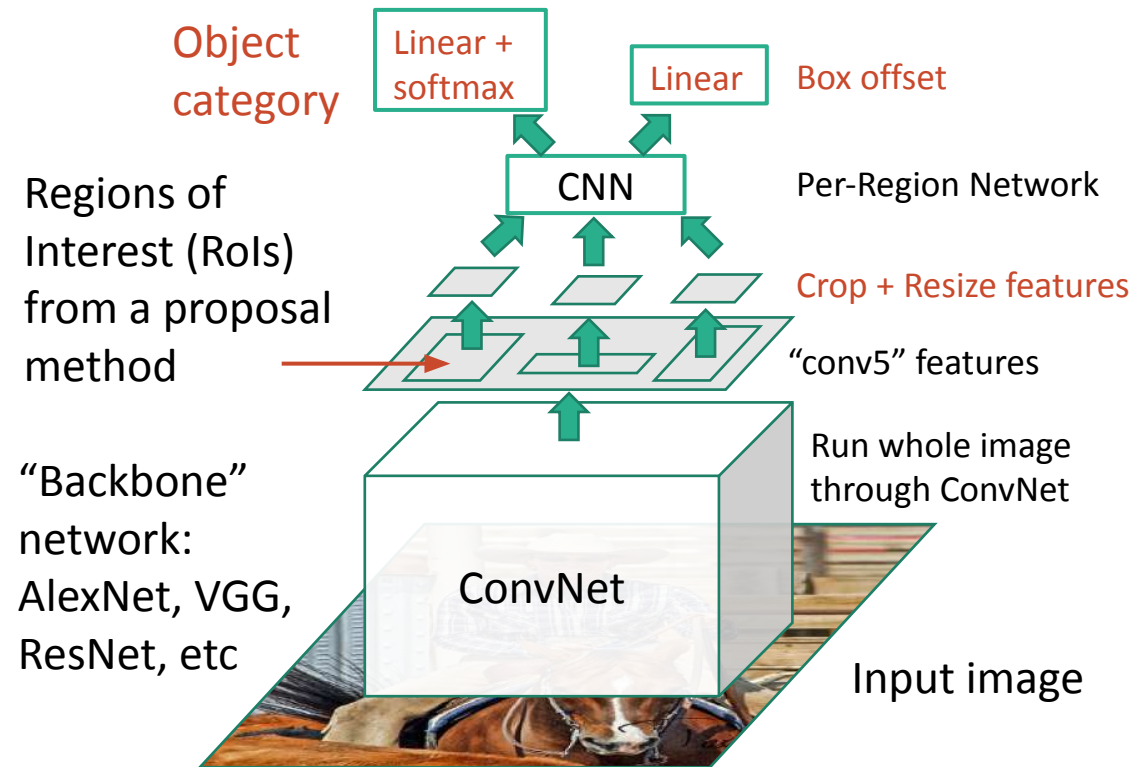 Object
category
Linear +
softmax
Linear
Box offset
CNN
Per-Region Network
Regions of
Interest (RoIs)
from a proposal
method
Crop + Resize features
“conv5” features
Run whole image
through ConvNet
“Backbone”
network:
AlexNet, VGG,
ResNet, etc
ConvNet
Input image